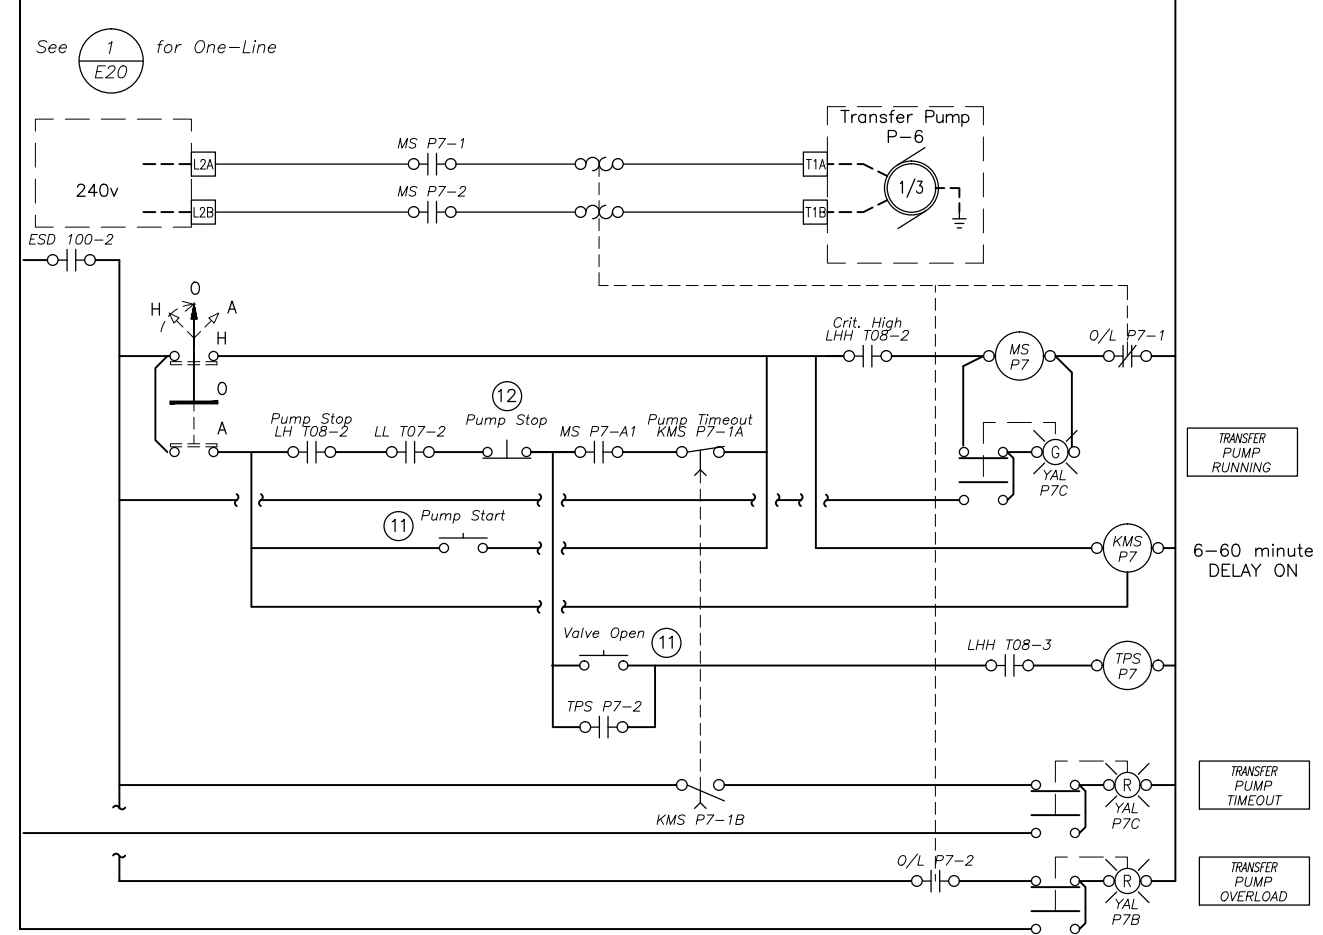 See 1 for One-Line
E20
Transfer Pump
P-6
MS P7-1
L2A
T1A
240v
1/3
MS P7-2
L2B
T1B
ESD 100-2
O
H
A
H
Crit. High
LHH T08-2
MS
P7
O/L P7-1
O
12
Pump Stop
LH T08-2
LL T07-2
Pump Stop
MS P7-A1
Pump Timeout
KMS P7-1A
A
G
YAL
P7C
TRANSFER
PUMP
RUNNING
11
Pump Start
KMS
P7
6-60 minute
DELAY ON
Valve Open
11
LHH T08-3
TPS
P7
TPS P7-2
KMS P7-1B
R
YAL
P7C
TRANSFER
PUMP
TIMEOUT
O/L P7-2
R
YAL
P7B
TRANSFER
PUMP
OVERLOAD